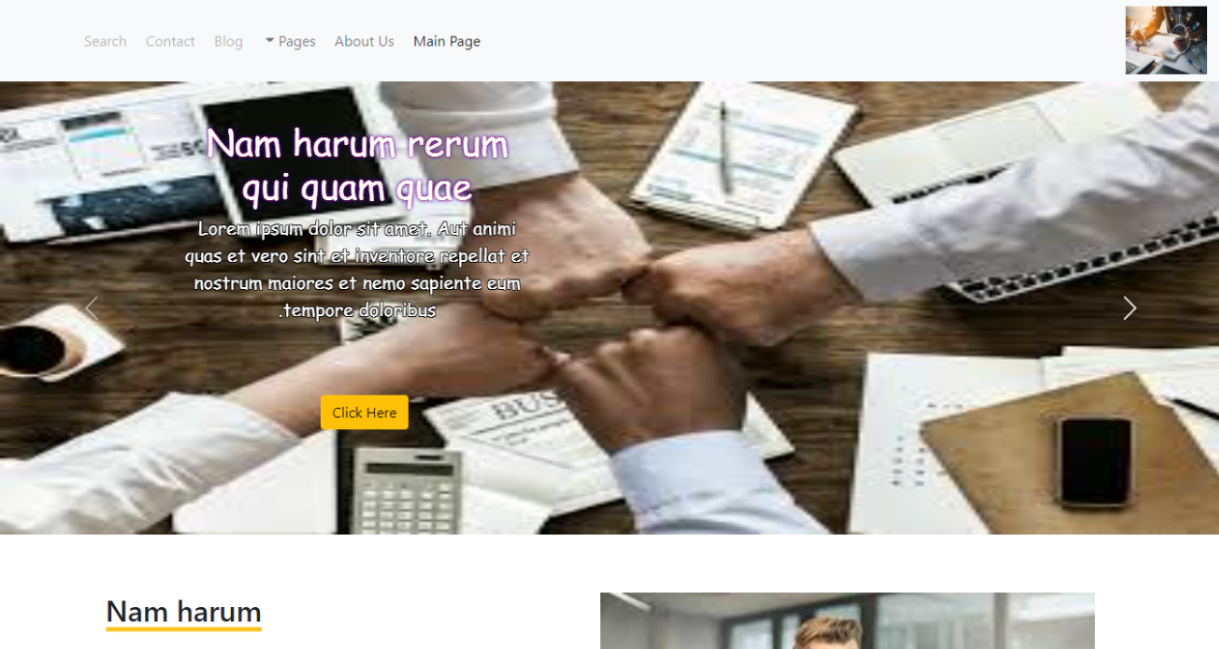 Search Contact Blog Pages About Us Main Page
Nam harum rerum
qui quam quae
Lorem ipsum dolor sit amet. Aut animi
quas et vero sint et inventore repellat et
nostrum maiores et nemo sapiente eum
.tempore doloribus
Click Here
BUS
Nam harum